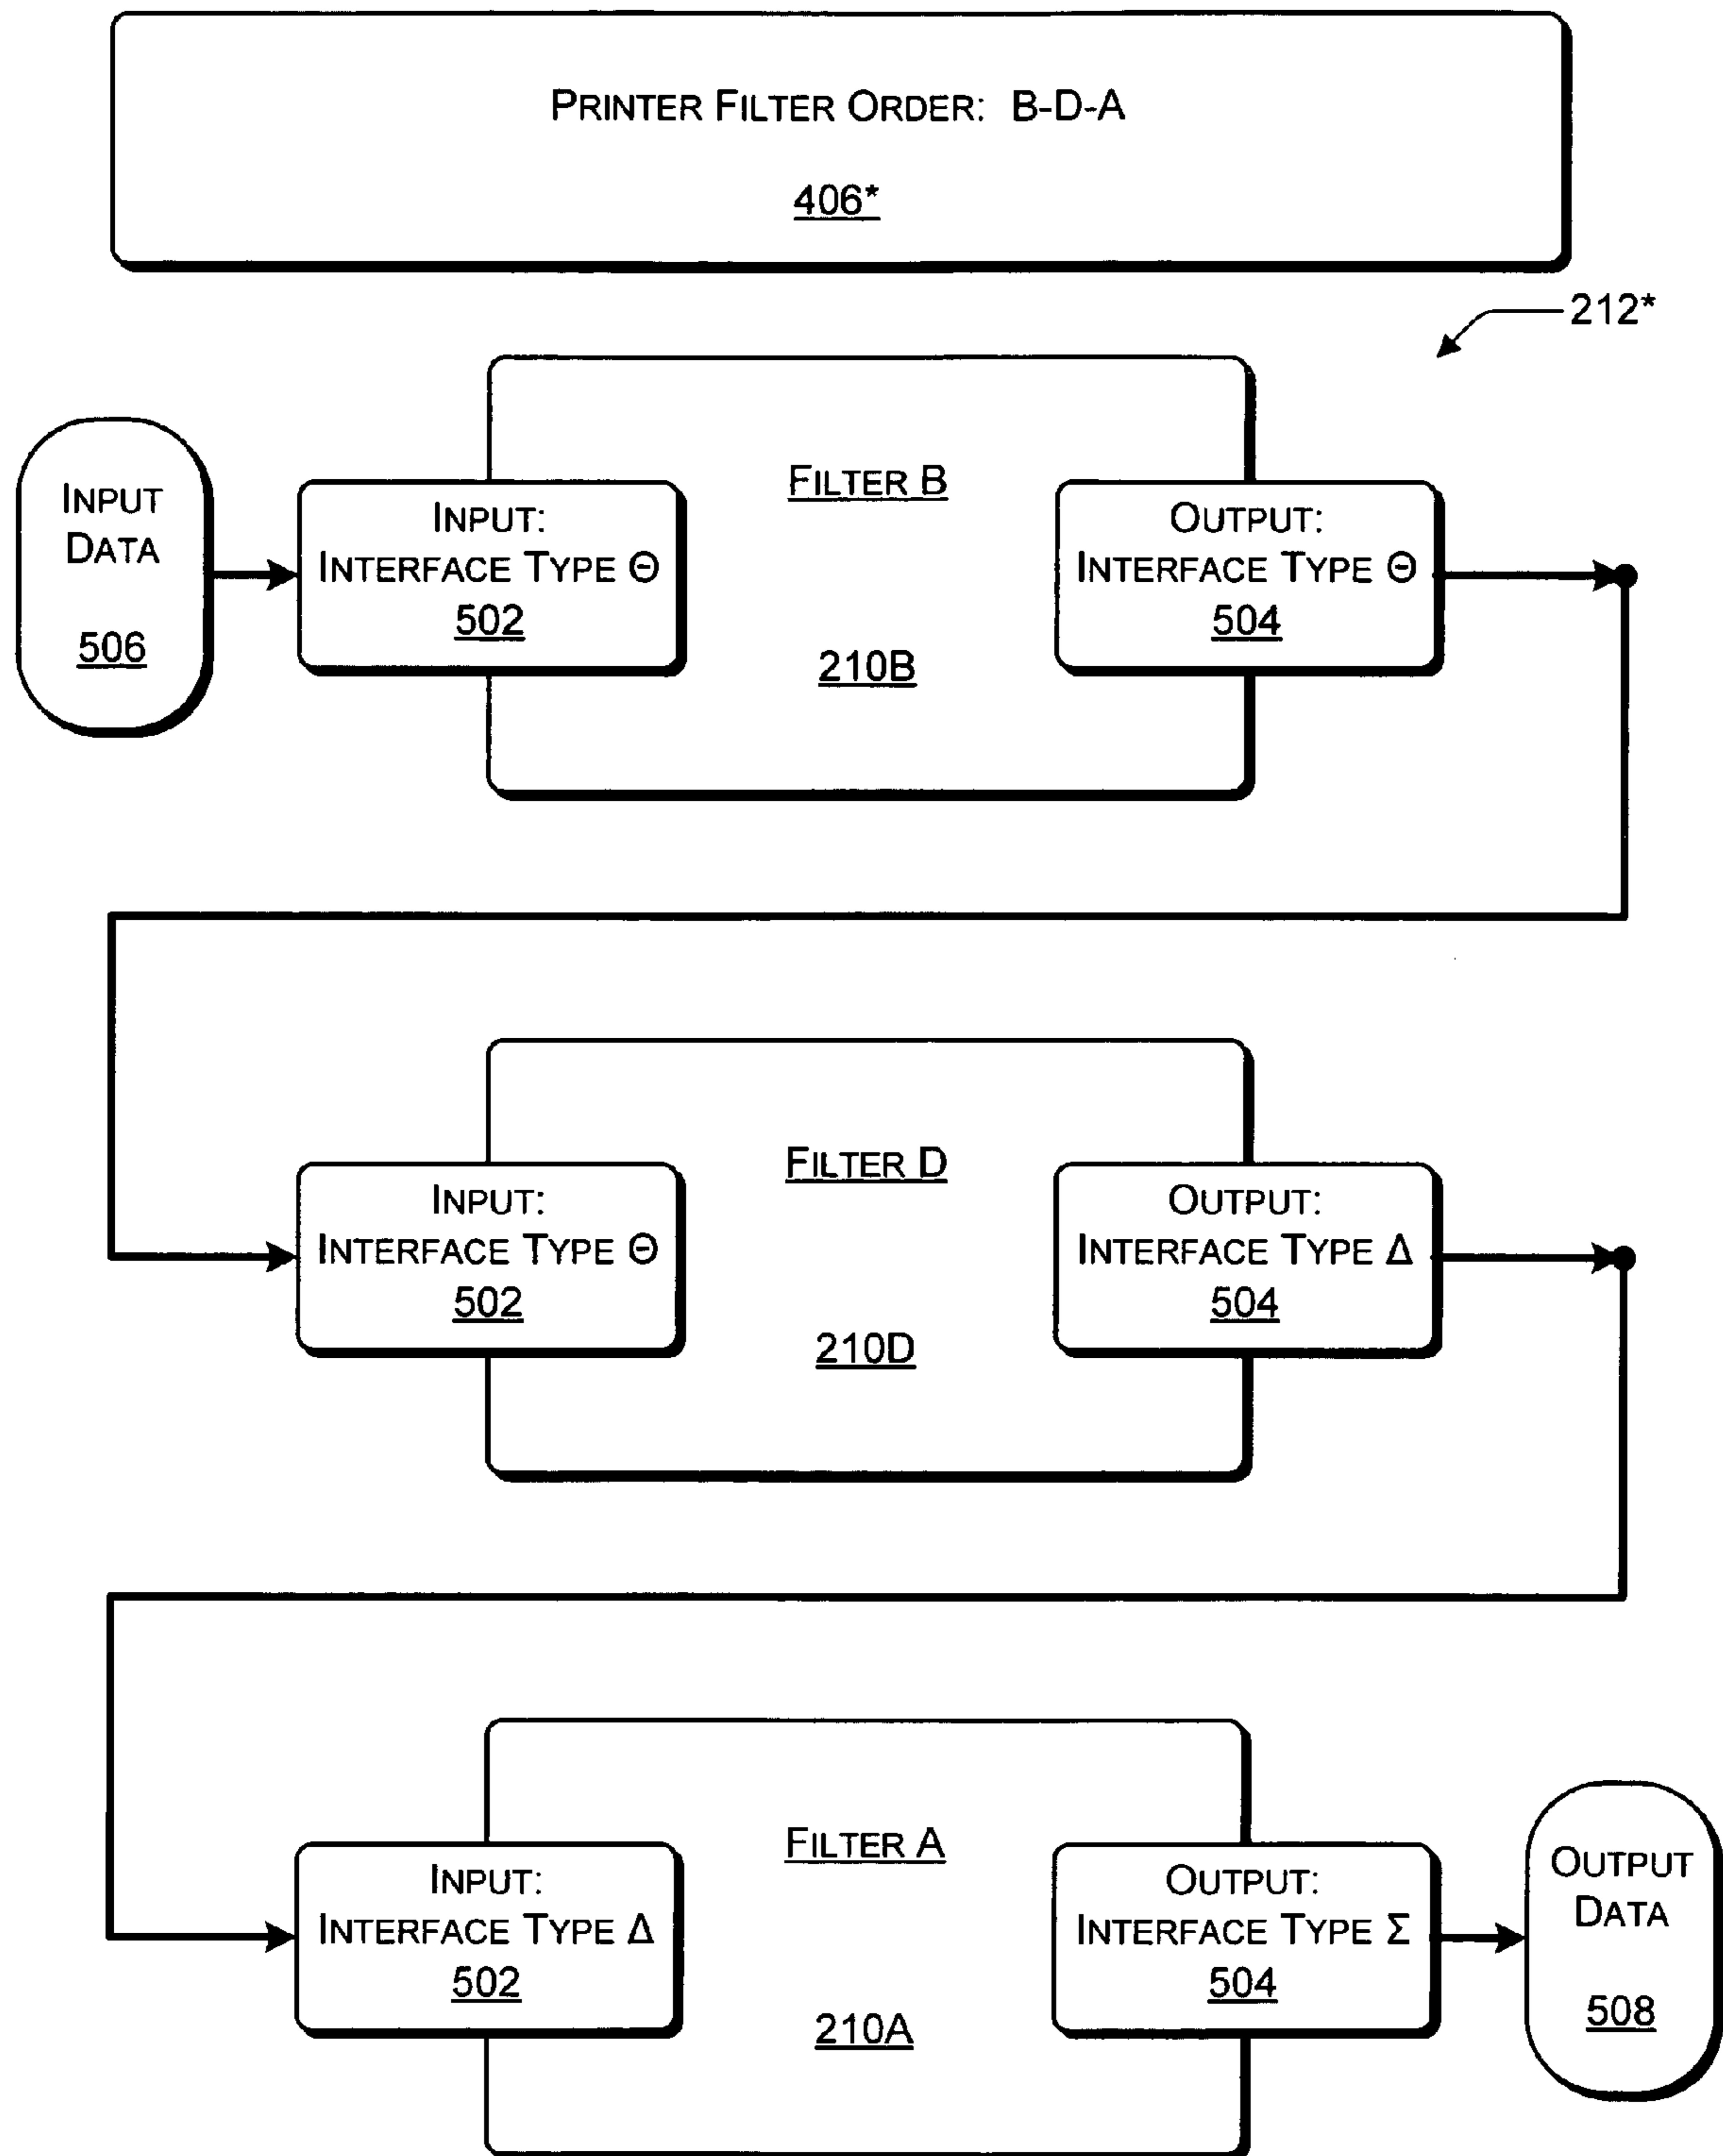 PRINTER FILTER ORDER: B-D-A
406*
212*
INPUT
DATA
506
FILTER B
INPUT:
INTERFACE TYPE Θ
502
OUTPUT:
INTERFACE TYPE Θ
504
210B
FILTER D
INPUT:
INTERFACE TYPE Θ
502
OUTPUT:
INTERFACE TYPE Δ
504
210D
FILTER A
INPUT:
INTERFACE TYPE Δ
502
OUTPUT:
INTERFACE TYPE Σ
504
210A
OUTPUT
DATA
508